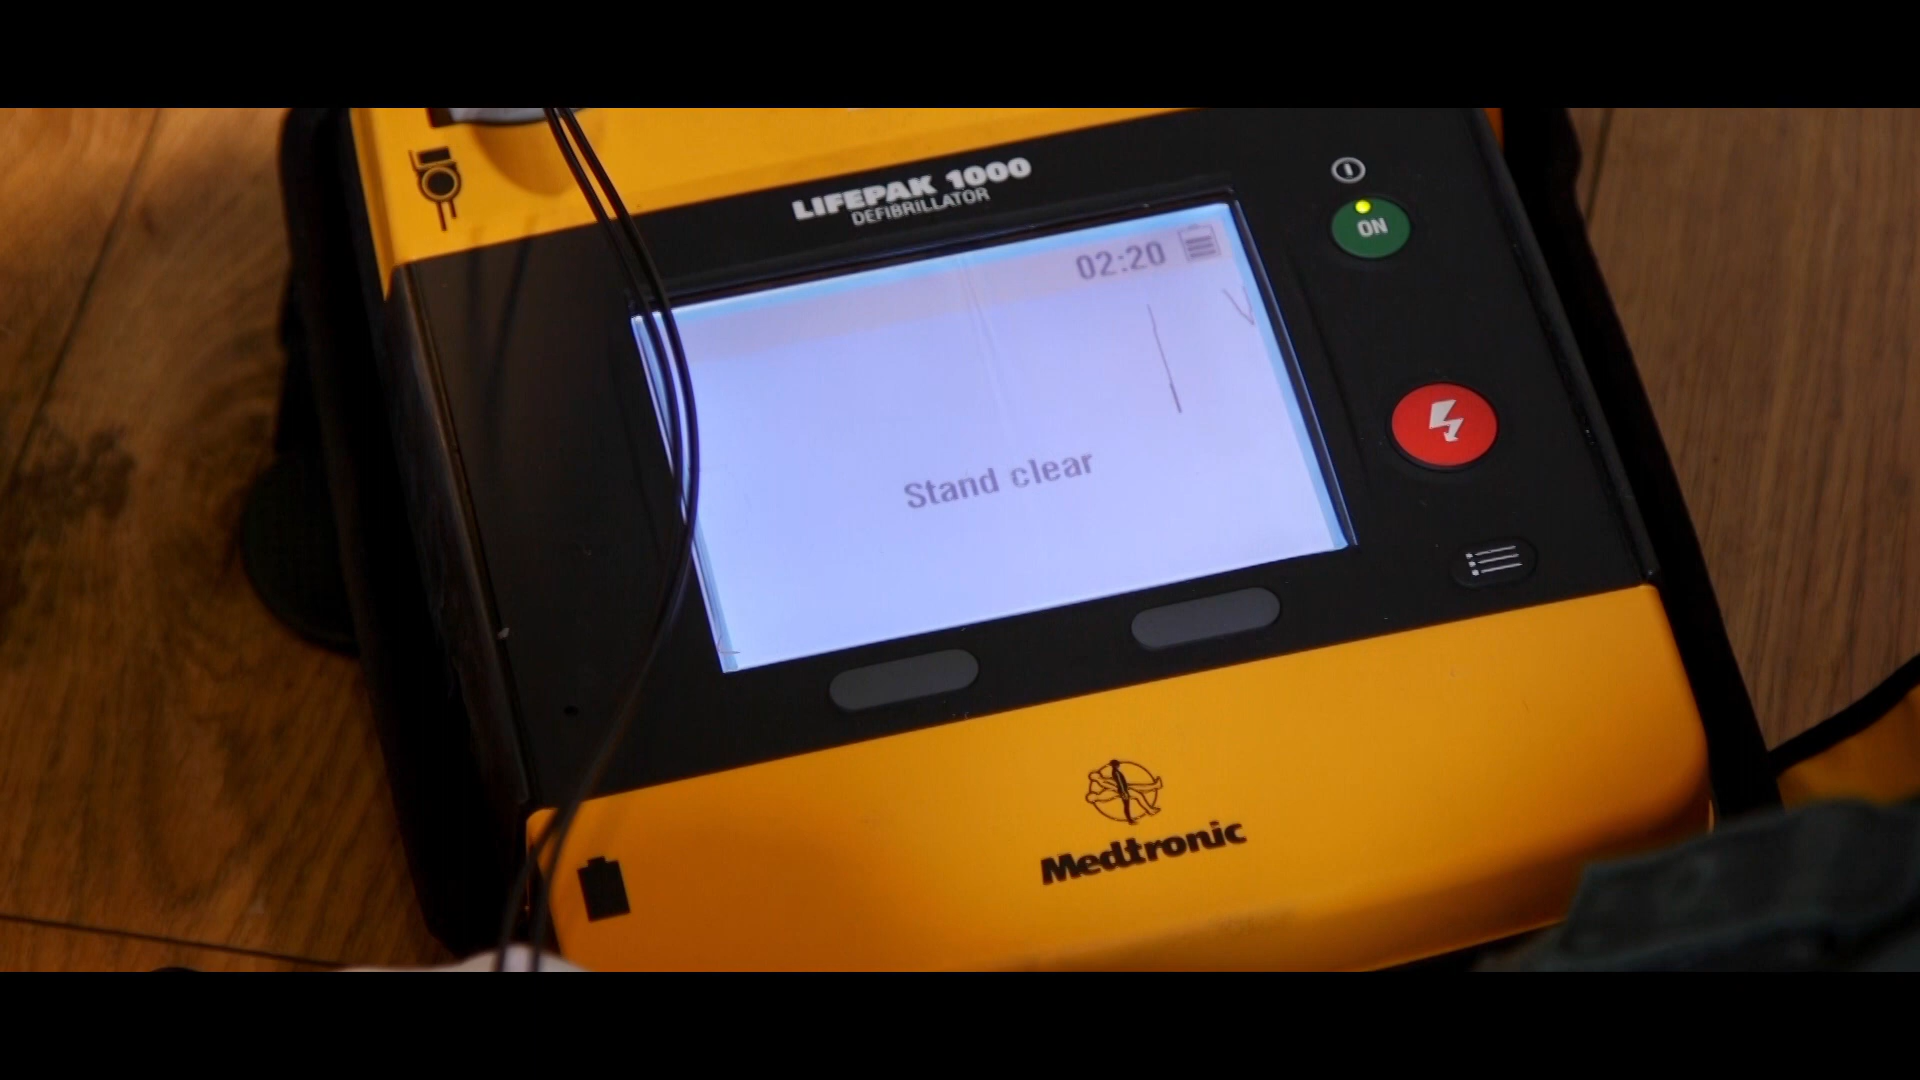 LIFEPAK 1000
DEFIBRILLATOR
ON
02:20
Stand clear
Medtronic